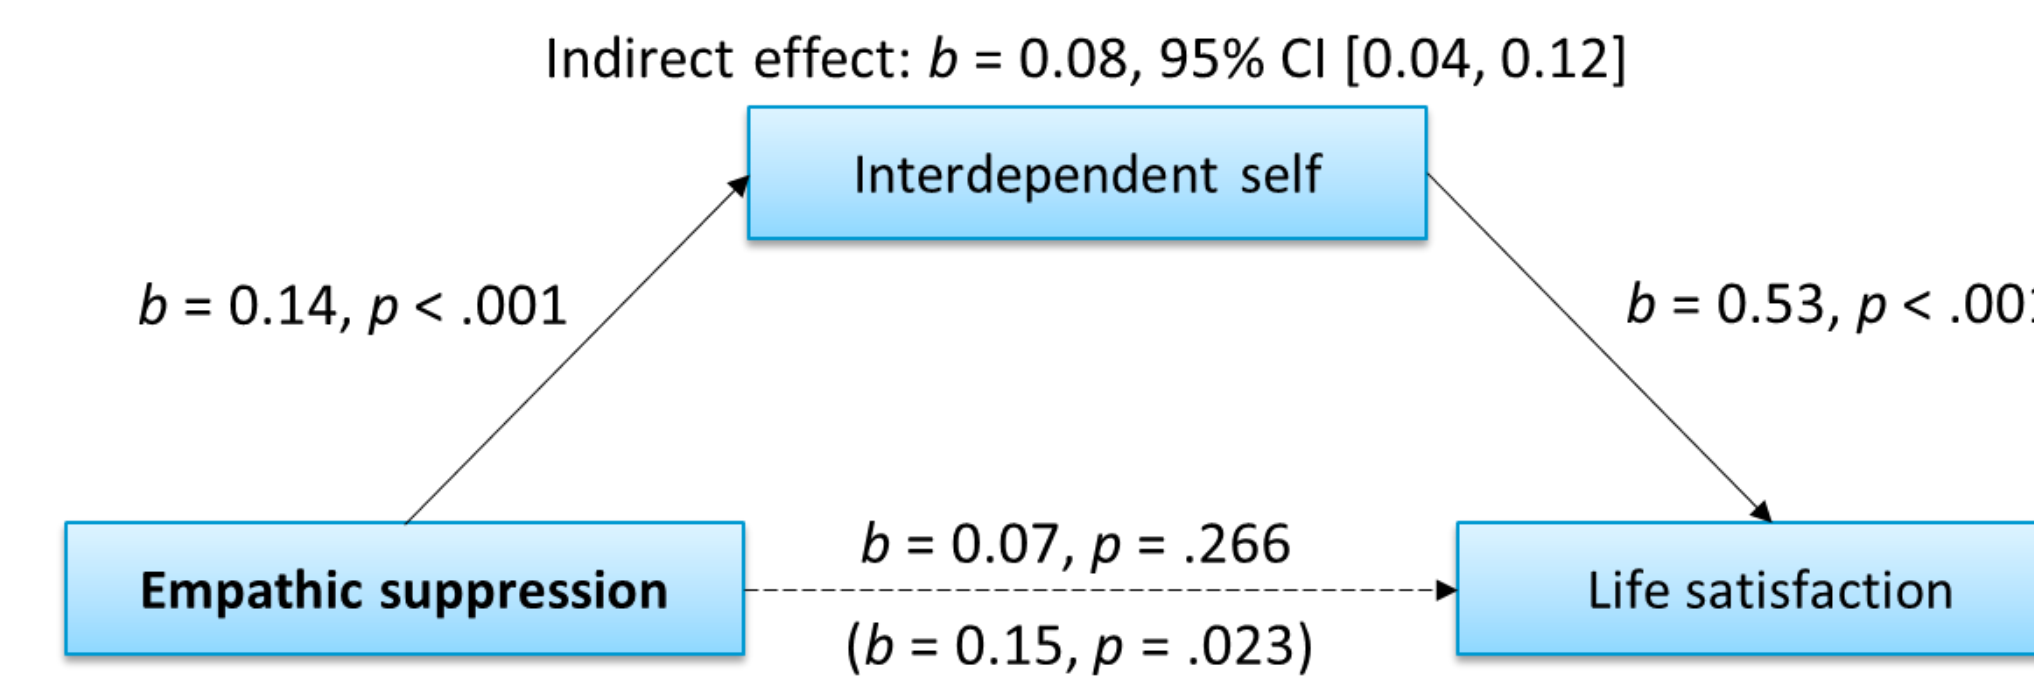 Indirect effect: b = 0.08, 95% CI [0.04, 0.12]
Interdependent self
b = 0.14, p < .001
b = 0.53, p < .00
b = 0.07, p = .266
Empathic suppression
Life satisfaction
(b = 0.15, p = .023)